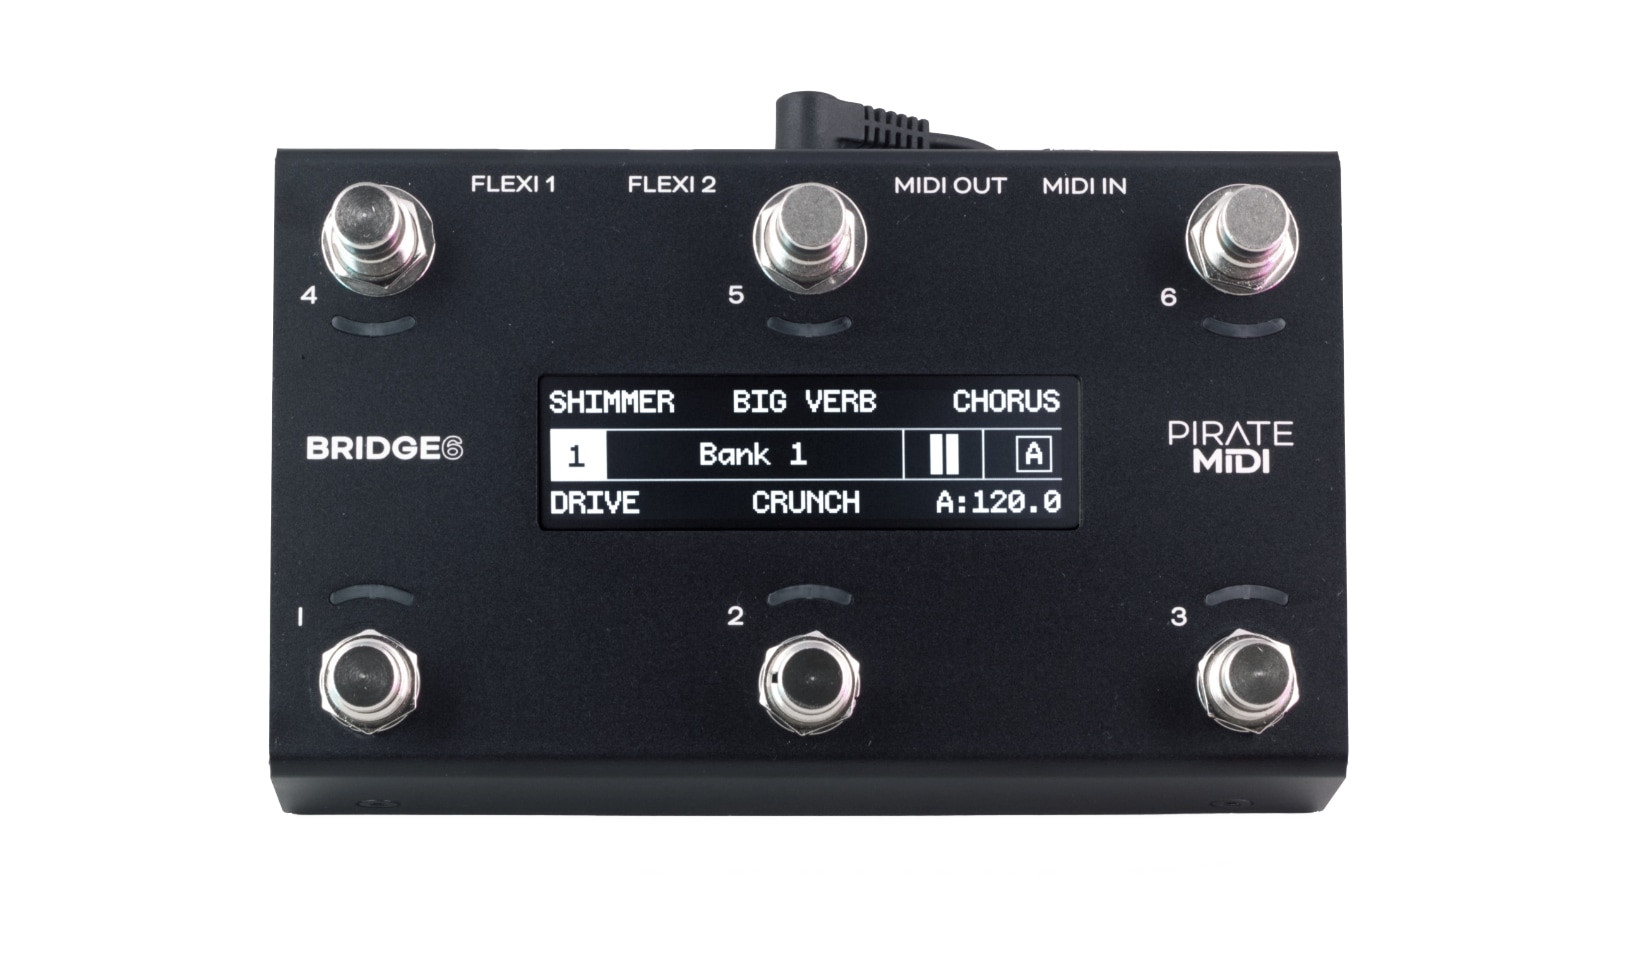 FLEXI 1 FLEXI 2 MIDI OUT MIDI IN
4 5 6
SHIMMER BIG VERB CHORUS
1 Bank 1 A
DRIVE CRUNCH A:120.0
BRIDGE6
PIRATE
MIDI
1 2 3